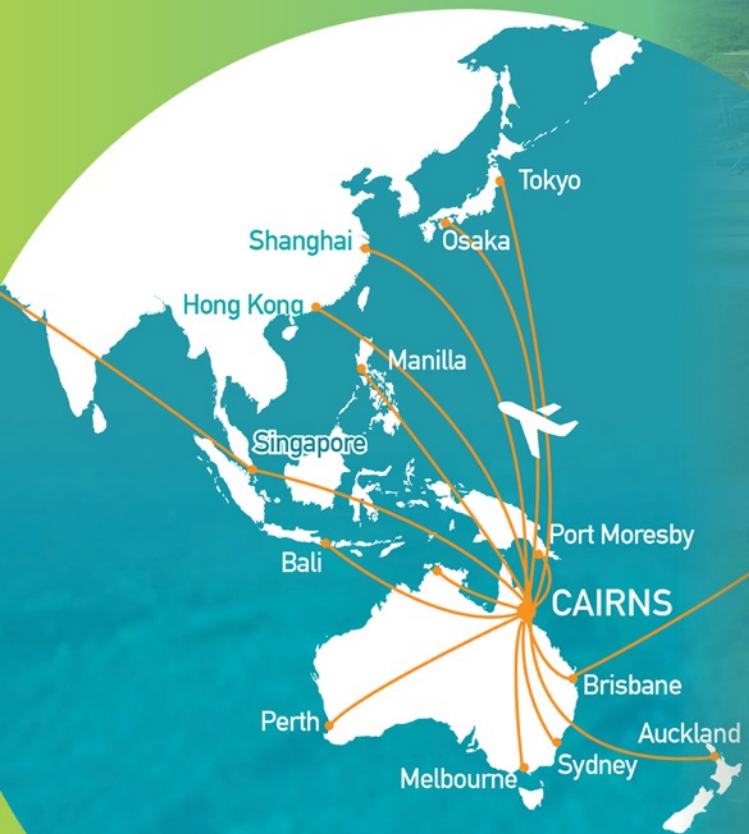 Tokyo
Shanghai
Osaka
Hong Kong
Manilla
Singapore
Port Moresby
Bali
CAIRNS
Brisbane
Perth
Auckland
Sydney
Melbourne